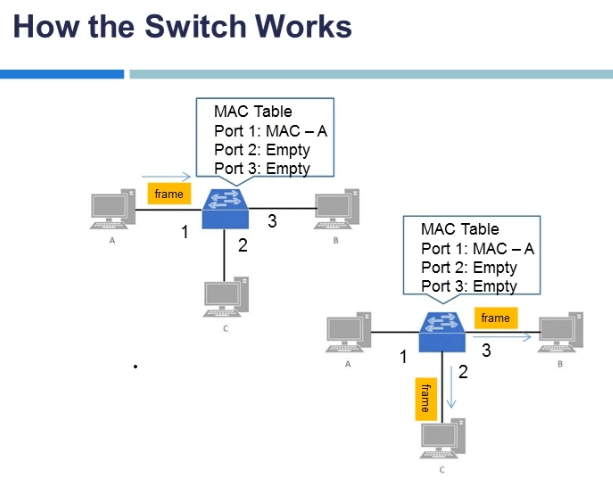 How the Switch Works
MAC Table
Port 1: MAC – A
Port 2: Empty
Port 3: Empty
frame
A
1
2
3
B
C
MAC Table
Port 1: MAC – A
Port 2: Empty
Port 3: Empty
frame
A
1
2
3
B
frame
C